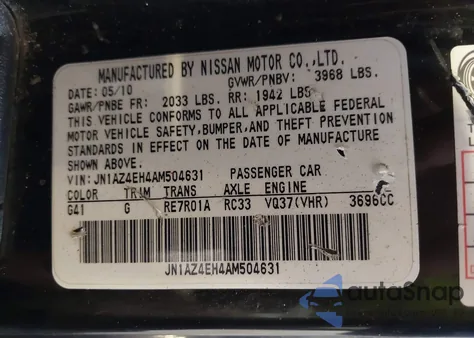 MANUFACTURED BY NISSAN MOTOR CO.,LTD.
DATE: 05/10 GVWR/PNBV: 3968 LBS.
GAWR/PNBE FR: 2033 LBS. RR: 1942 LBS
THIS VEHICLE CONFORMS TO ALL APPLICABLE FEDERAL
MOTOR VEHICLE SAFETY, BUMPER, AND THEFT PREVENTION
STANDARDS IN EFFECT ON THE DATE OF MANUFACTURE
SHOWN ABOVE.
VIN: JN1AZ4EH4AM504631 PASSENGER CAR
COLOR TRIM TRANS AXLE ENGINE
G41 G RE7R01A RC33 VQ37(VHR) 3696CC
JN1AZ4EH4AM504631
autoSnap